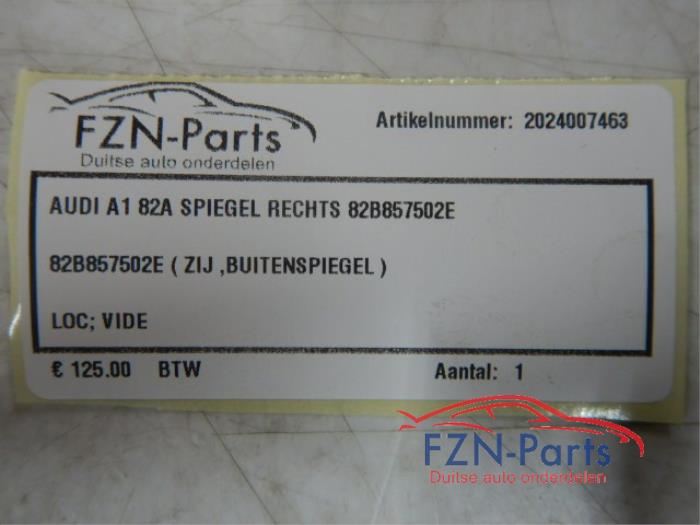 FZN-Parts
Duitse auto onderdelen
Artikelnummer: 2024007463
AUDI A1 82A SPIEGEL RECHTS 82B857502E
82B857502E ( ZIJ ,BUITENSPIEGEL )
LOC; VIDE
€ 125.00 BTW Aantal: 1
FZN-Parts
Duitse auto onderdelen